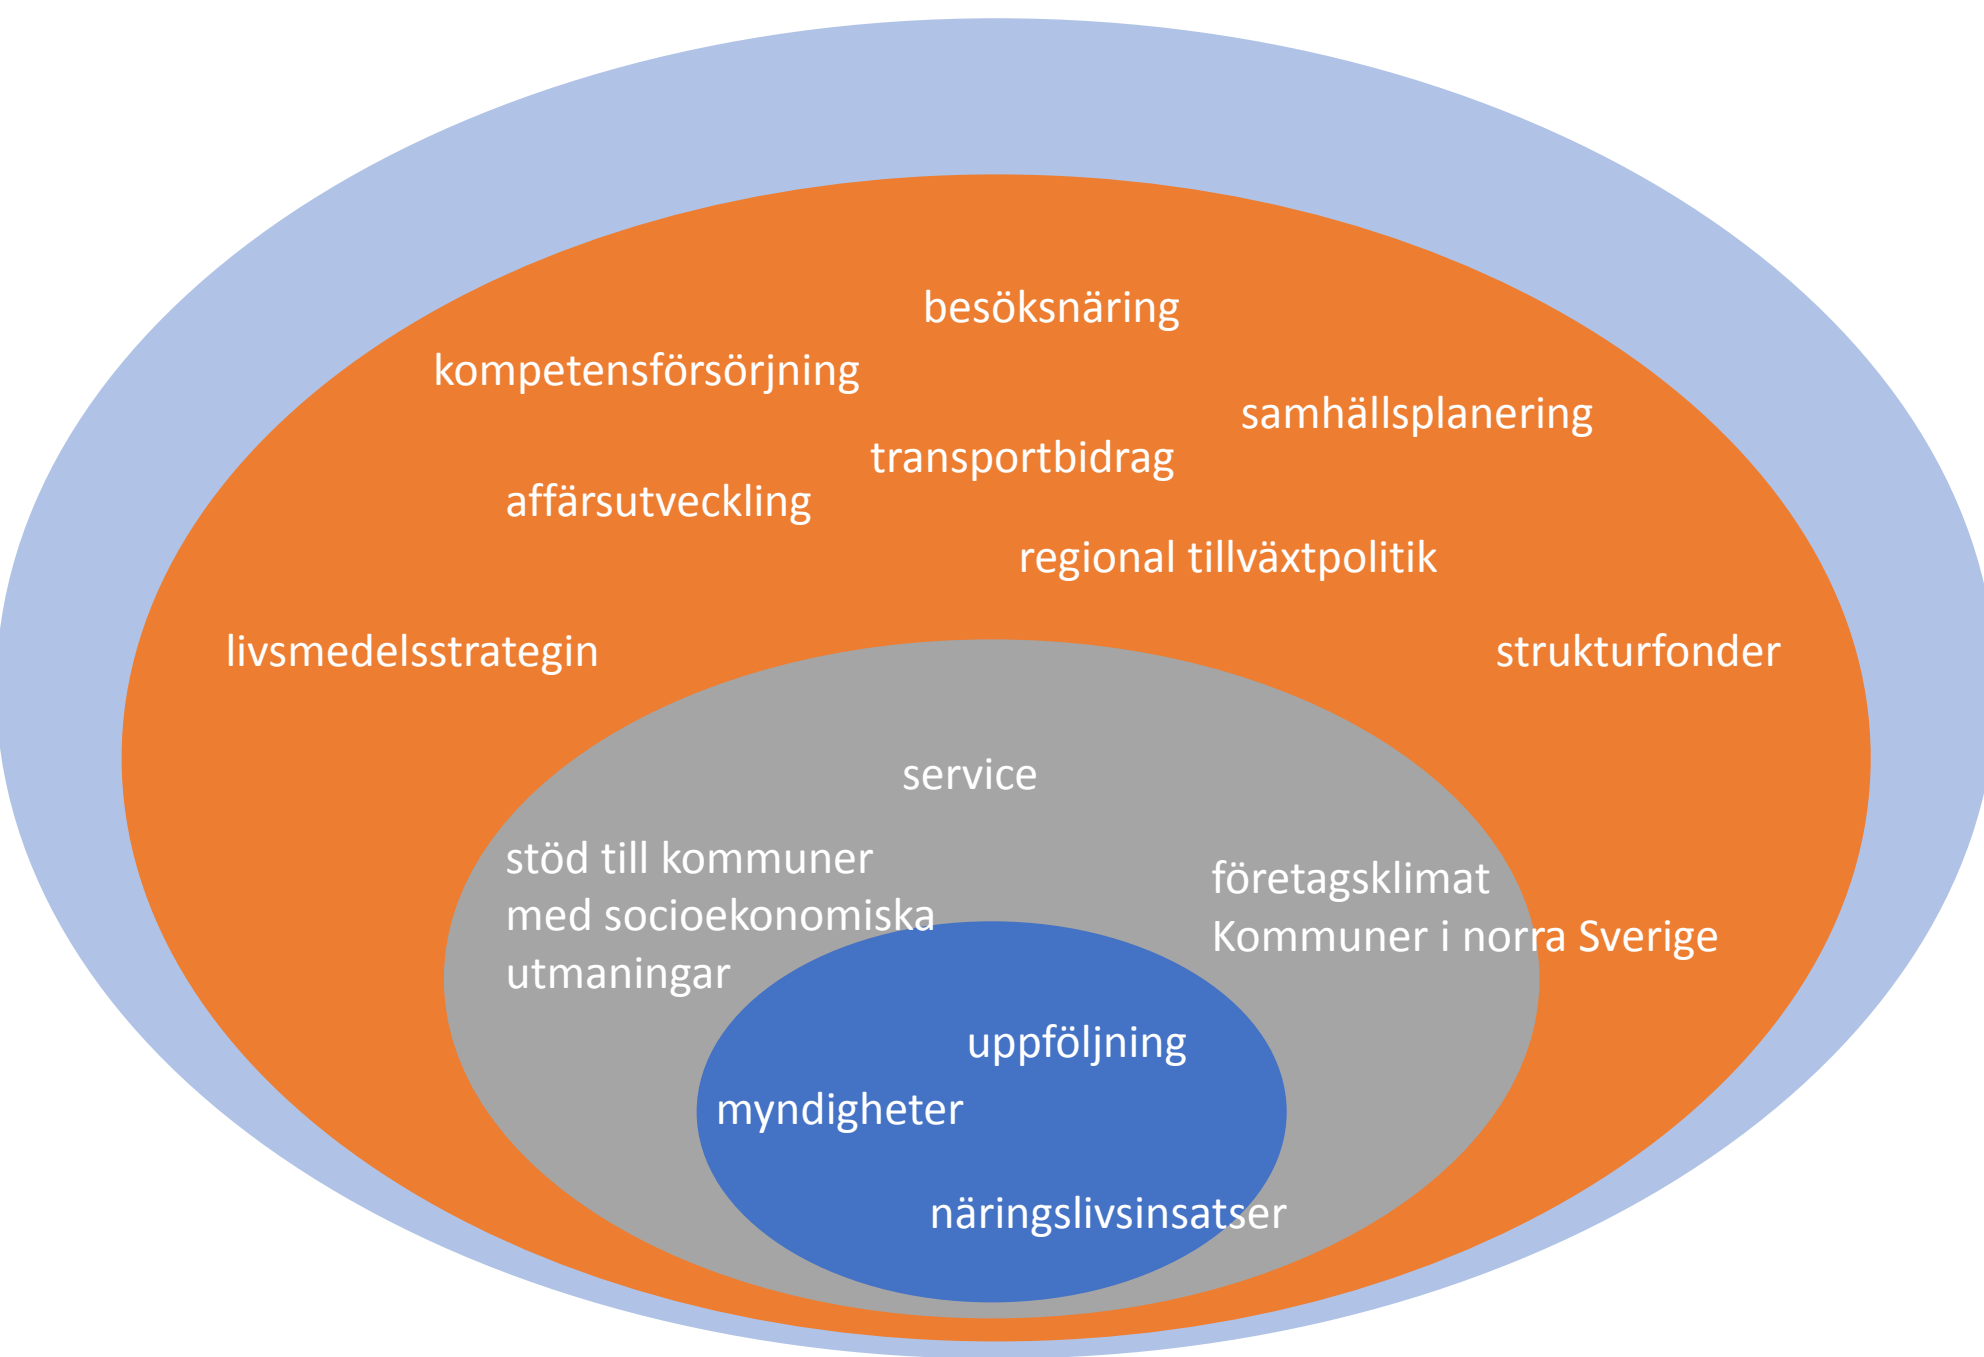 besöksnäring
kompetensförsörjning
samhällsplanering
transportbidrag
affärsutveckling
regional tillväxtpolitik
livsmedelsstrategin
strukturfonder
service
stöd till kommuner
med socioekonomiska
utmaningar
företagsklimat
Kommuner i norra Sverige
uppföljning
myndigheter
näringslivsinsatser